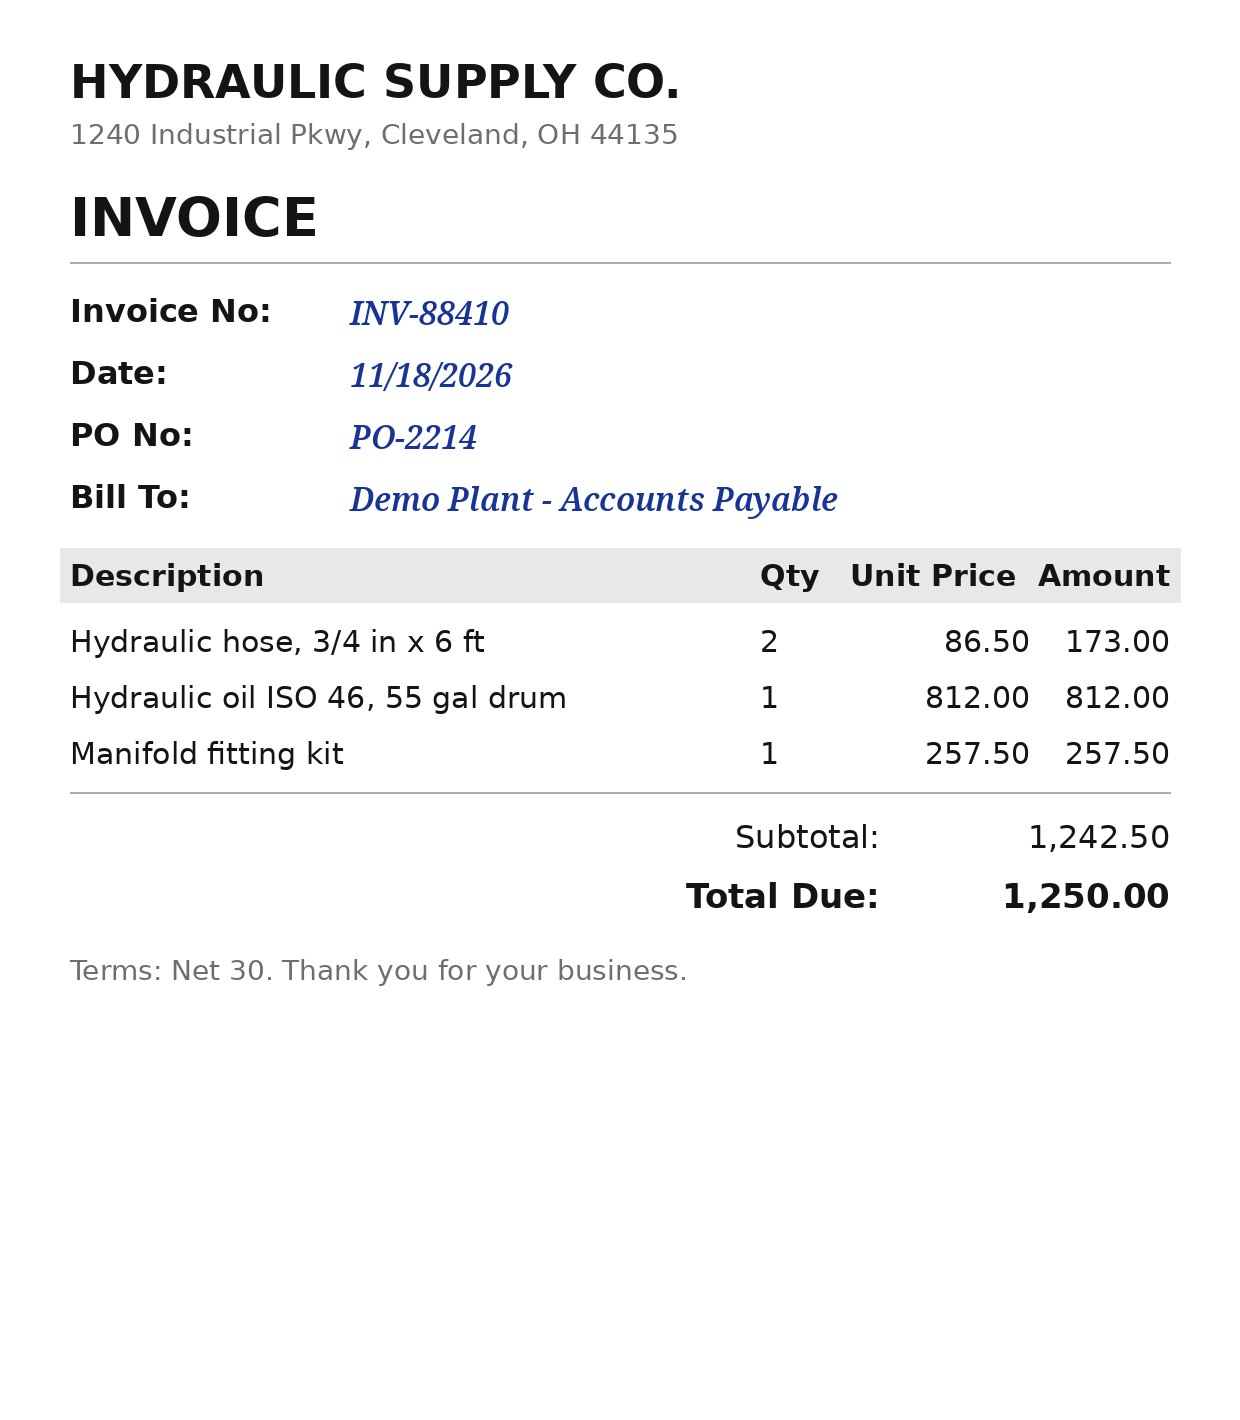 HYDRAULIC SUPPLY CO.
1240 Industrial Pkwy, Cleveland, OH 44135
INVOICE
Invoice No: INV-88410
Date: 11/18/2026
PO No: PO-2214
Bill To: Demo Plant - Accounts Payable
Description Qty Unit Price Amount
Hydraulic hose, 3/4 in x 6 ft 2 86.50 173.00
Hydraulic oil ISO 46, 55 gal drum 1 812.00 812.00
Manifold fitting kit 1 257.50 257.50
Subtotal: 1,242.50
Total Due: 1,250.00
Terms: Net 30. Thank you for your business.